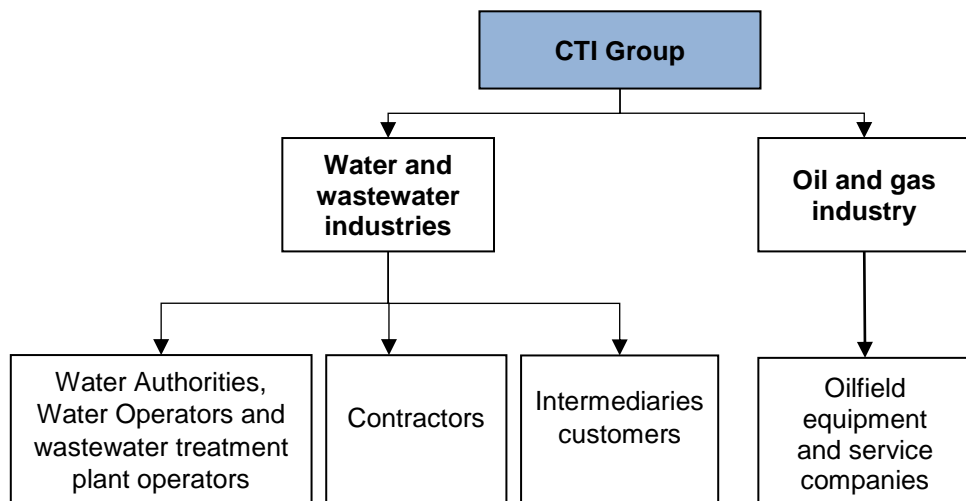 CTI Group
Water and
wastewater
industries
Oil and gas
industry
Water Authorities,
Water Operators and
wastewater treatment
plant operators
Contractors
Intermediaries
customers
Oilfield
equipment
and service
companies